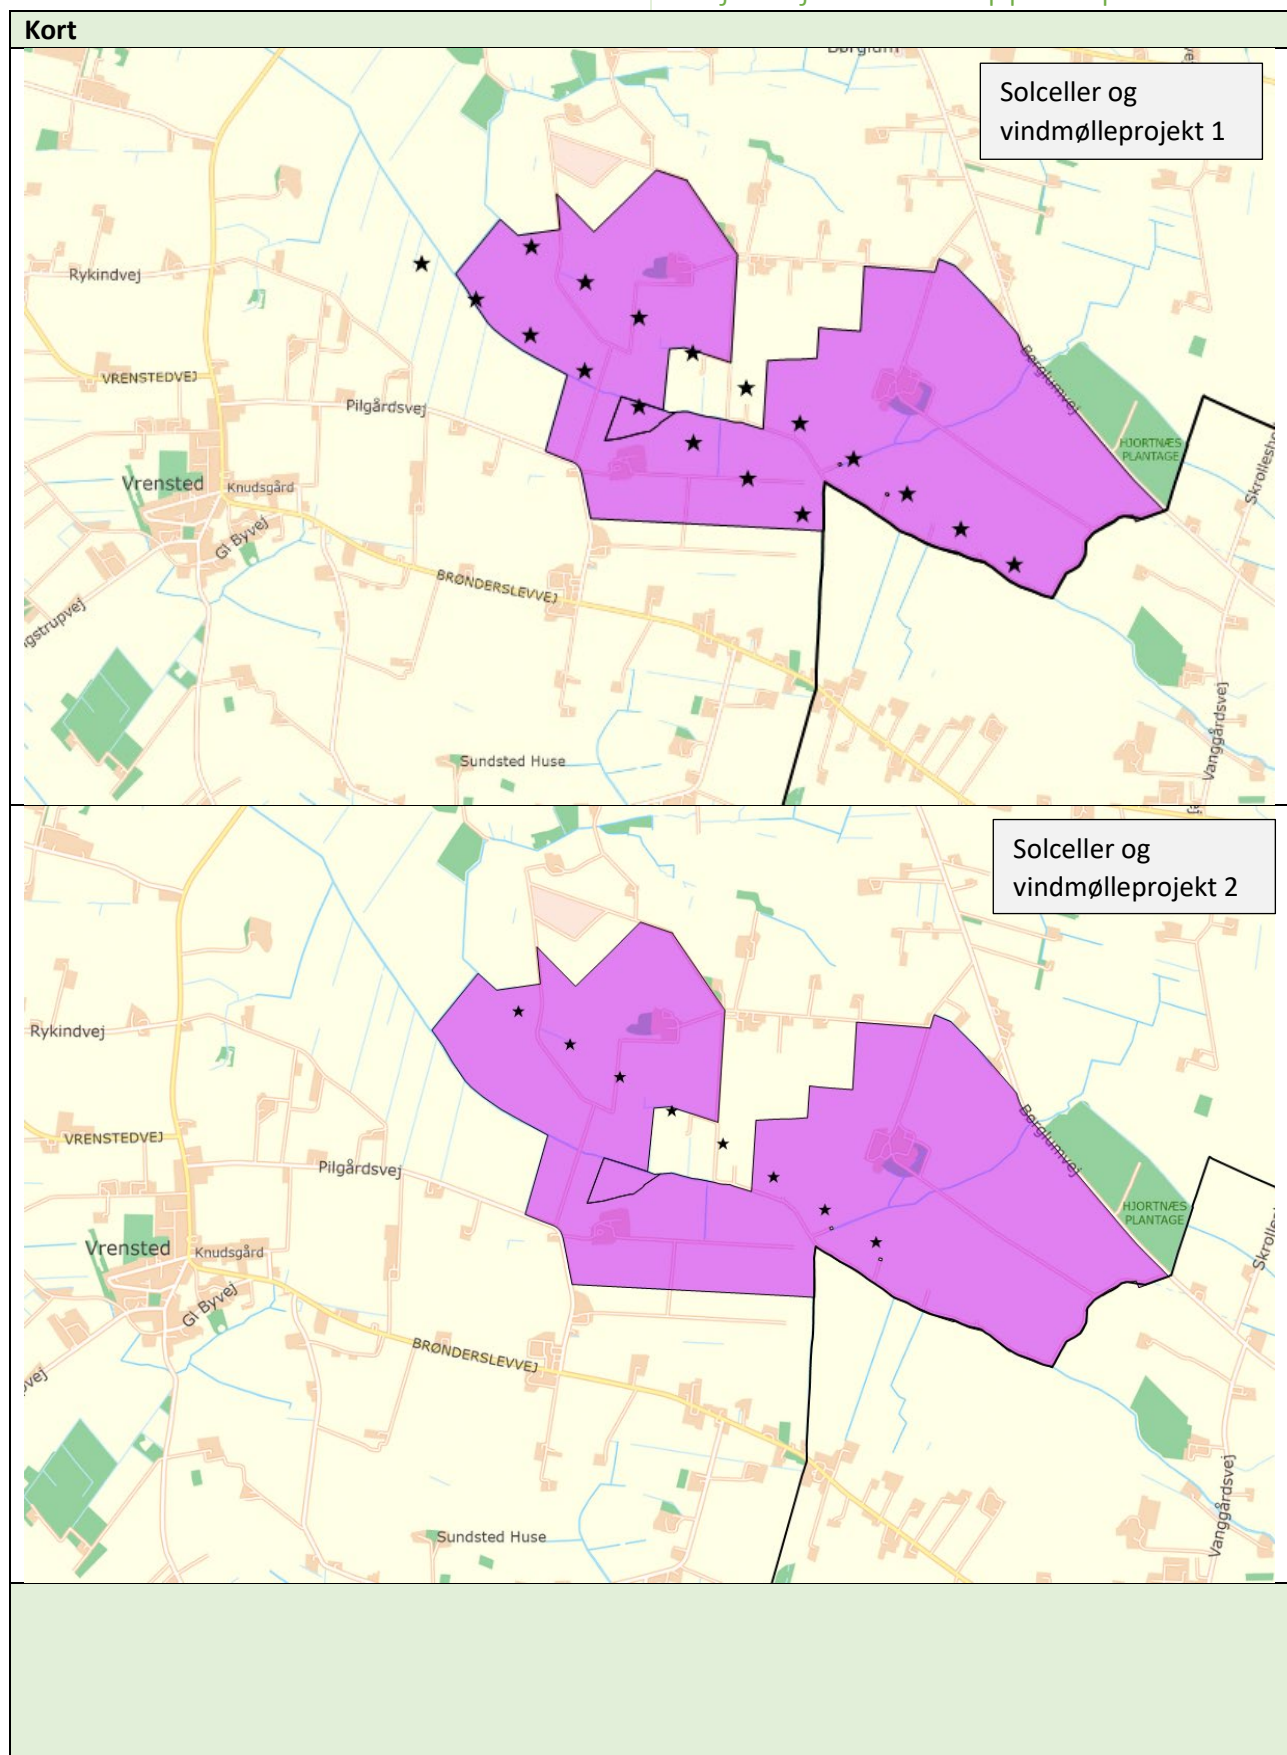 Kort
Solceller og
vindmølleprojekt 1
Rykindvej
VRENSTEDVEJ
Pilgårdsvej
Børglumvej
HJORTNÆS
PLANTAGE
Vrensted
Knudsgård
Gl Byvej
BRØNDERSLEVVEJ
Sundsted Huse
Vanggårdsvej
Solceller og
vindmølleprojekt 2
Rykindvej
VRENSTEDVEJ
Pilgårdsvej
Børglumvej
HJORTNÆS
PLANTAGE
Vrensted
Knudsgård
Gl Byvej
BRØNDERSLEVVEJ
Sundsted Huse
Vanggårdsvej